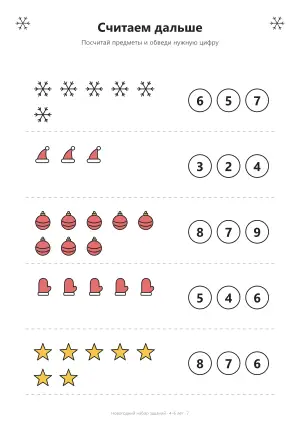 Считаем дальше
Посчитай предметы и обведи нужную цифру
6 5 7
3 2 4
8 7 9
5 4 6
8 7 6